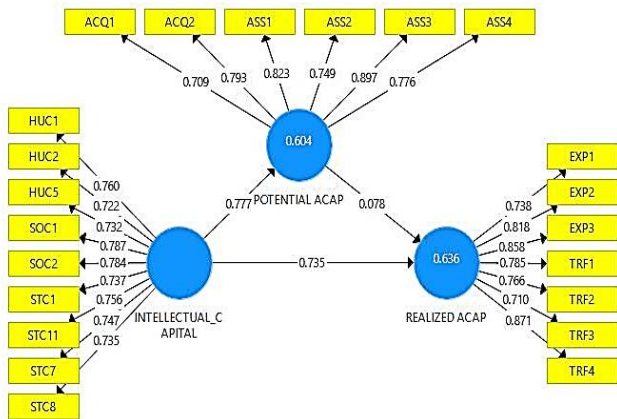 ACQ1
ACQ2
ASS1
ASS2
ASS3
ASS4
0.709
0.793
0.823
0.749
0.897
0.776
HUC1
HUC2
HUC5
SOC1
SOC2
STC1
STC11
STC7
STC8
0.760
0.722
0.732
0.787
0.784
0.737
0.756
0.747
0.735
INTELLECTUAL_C
APITAL
0.777
0.604
POTENTIAL ACAP
0.078
0.735
0.636
REALIZED ACAP
0.738
0.818
0.858
0.785
0.766
0.710
0.871
EXP1
EXP2
EXP3
TRF1
TRF2
TRF3
TRF4